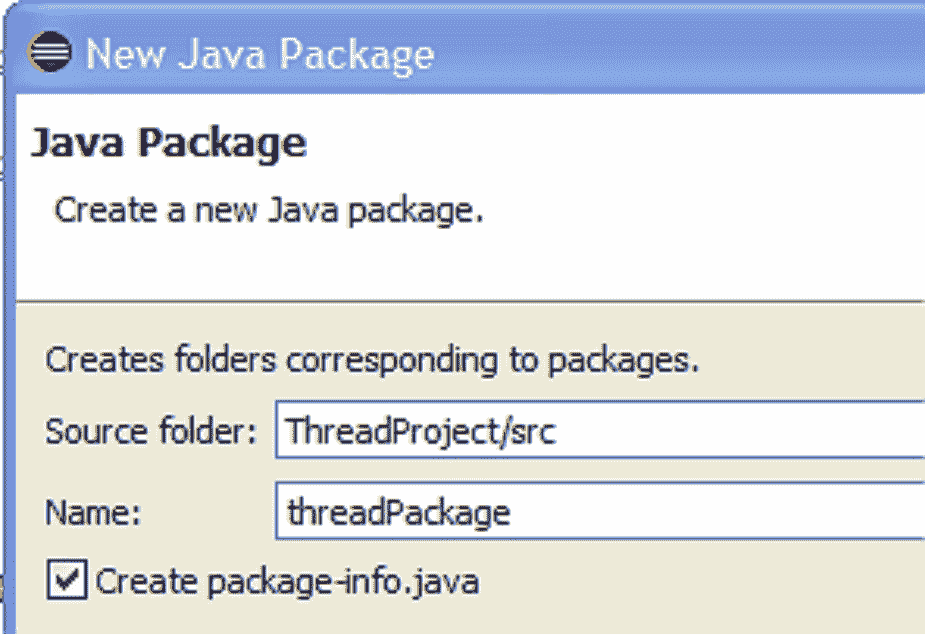 New Java Package
Java Package
Create a new Java package.
Creates folders corresponding to packages.
Source folder: ThreadProject/src
Name: threadPackage
Create package-info.java